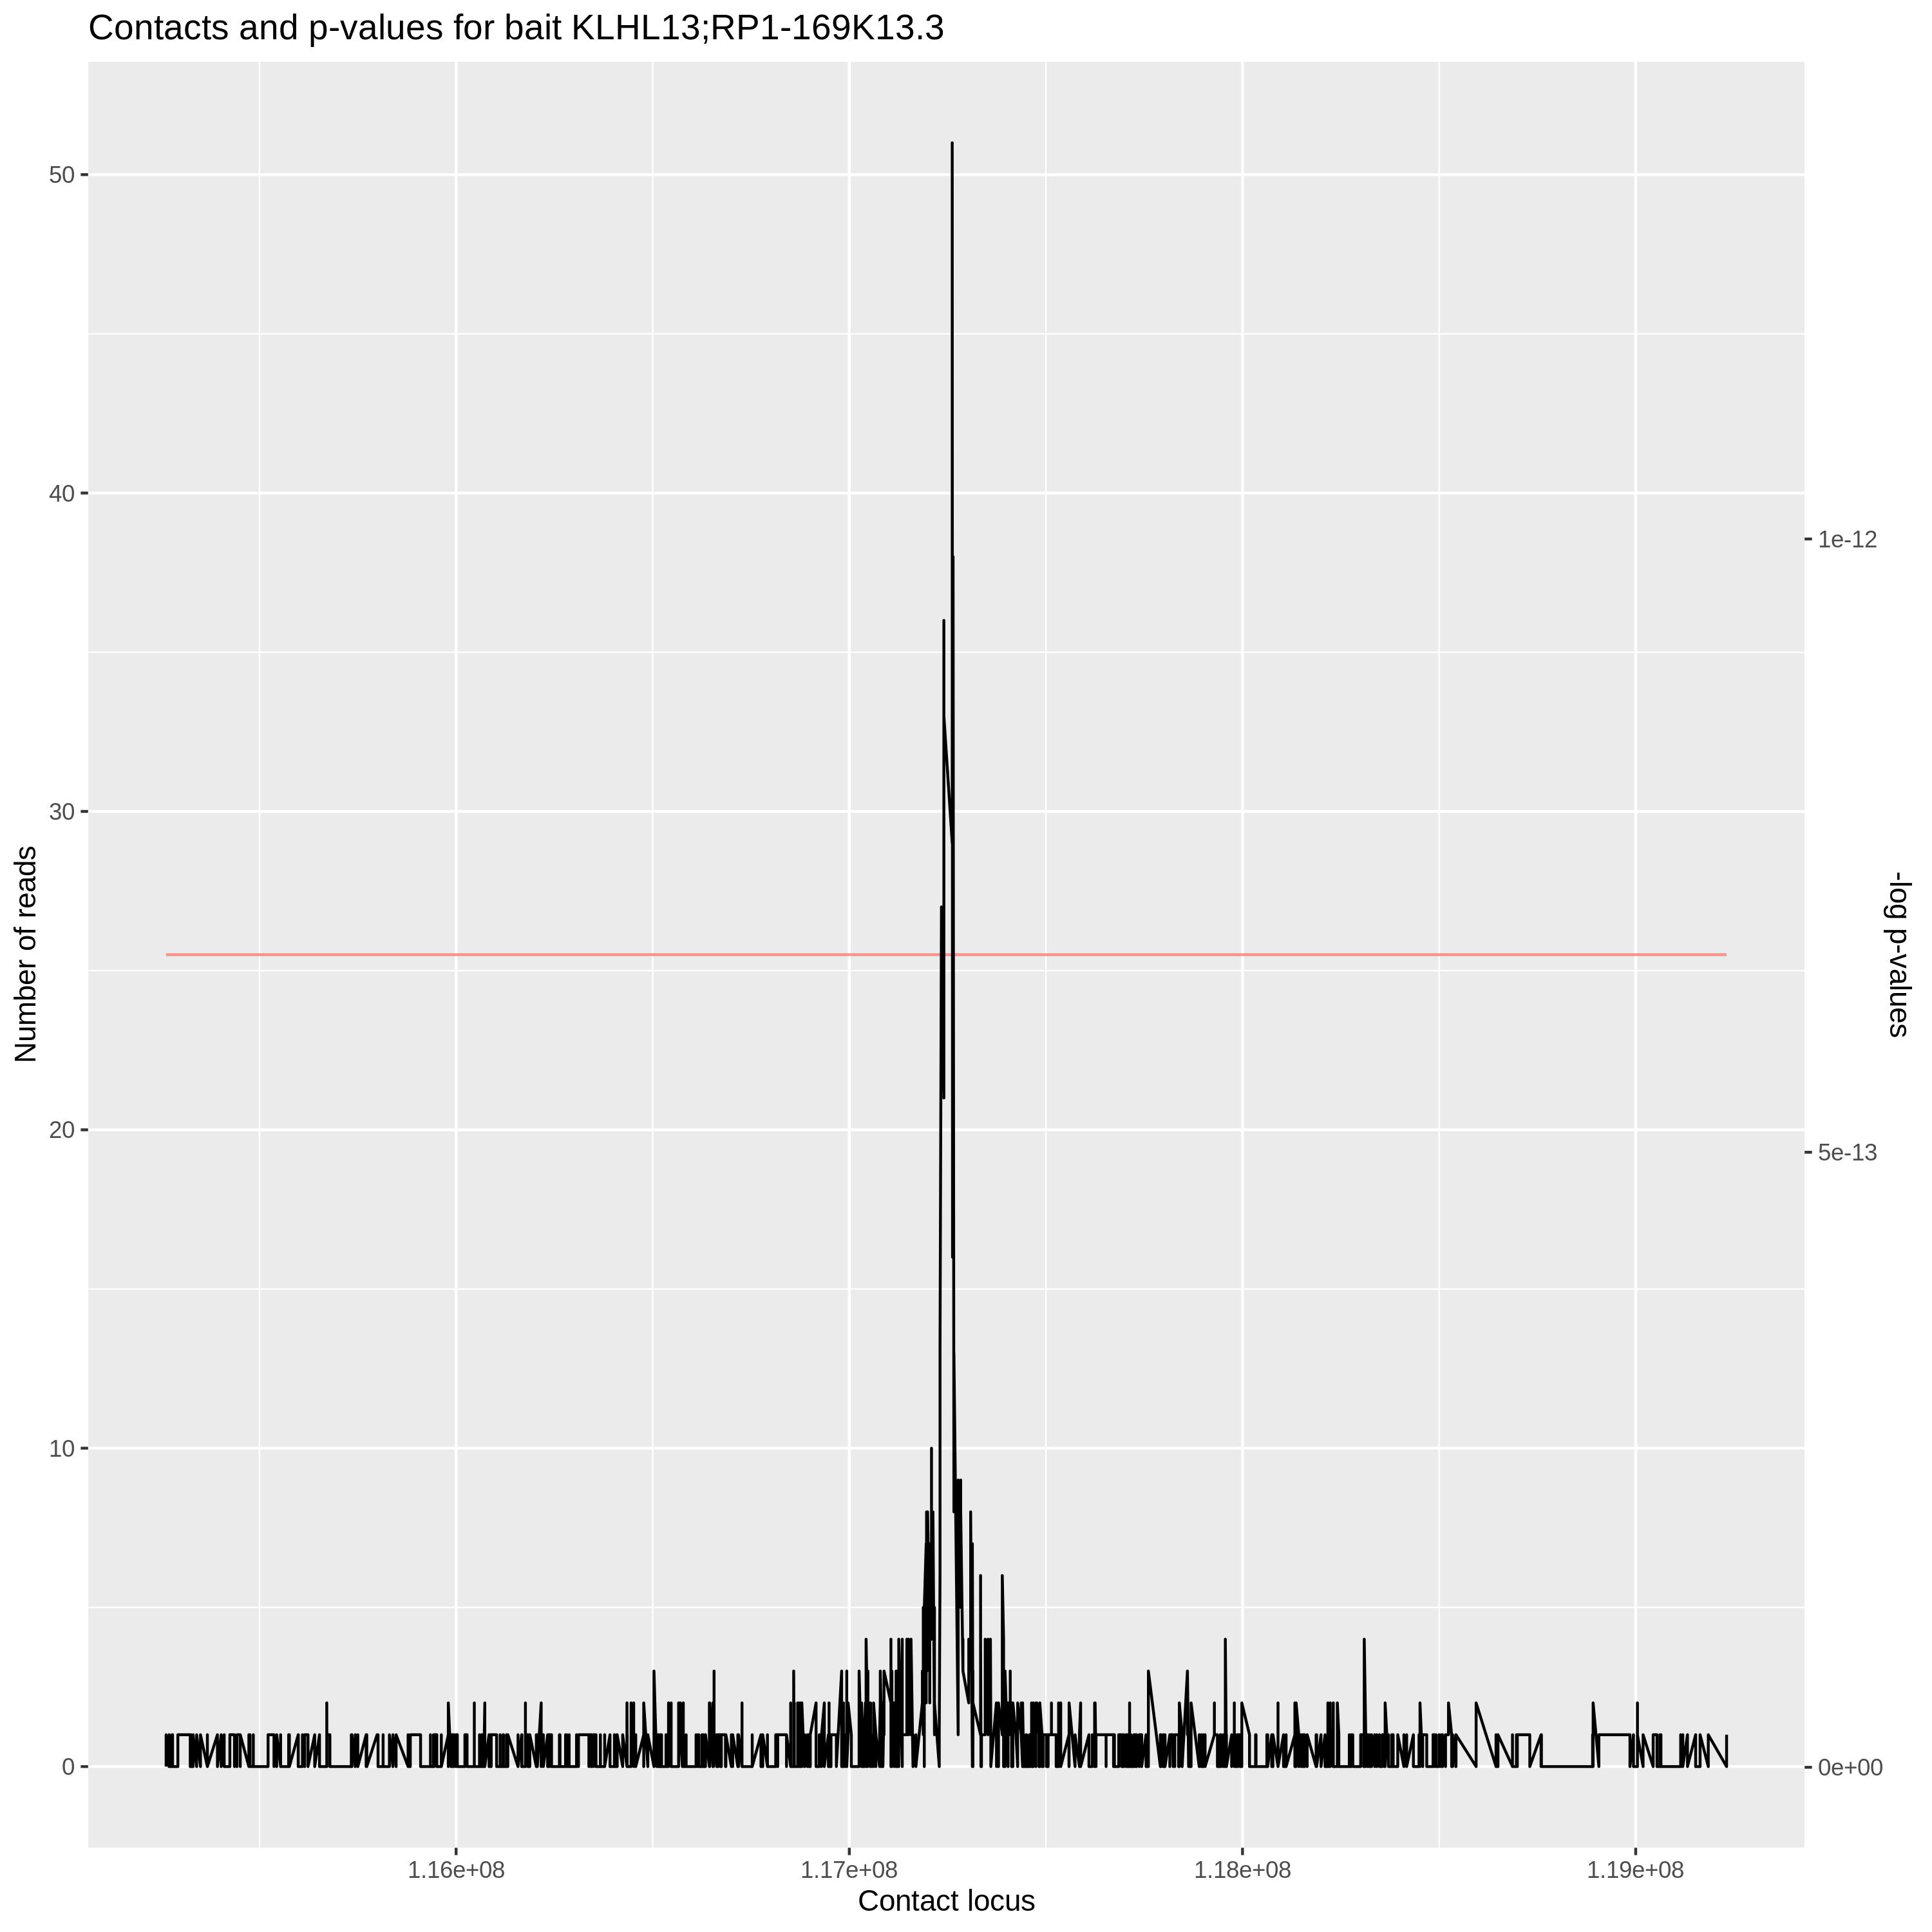 Contacts and p-values for bait KLHL13;RP1-169K13.3
50
40
30
20
10
0
Number of reads
1e-12
5e-13
0e+00
-log p-values
1.16e+08
1.17e+08
1.18e+08
1.19e+08
Contact locus